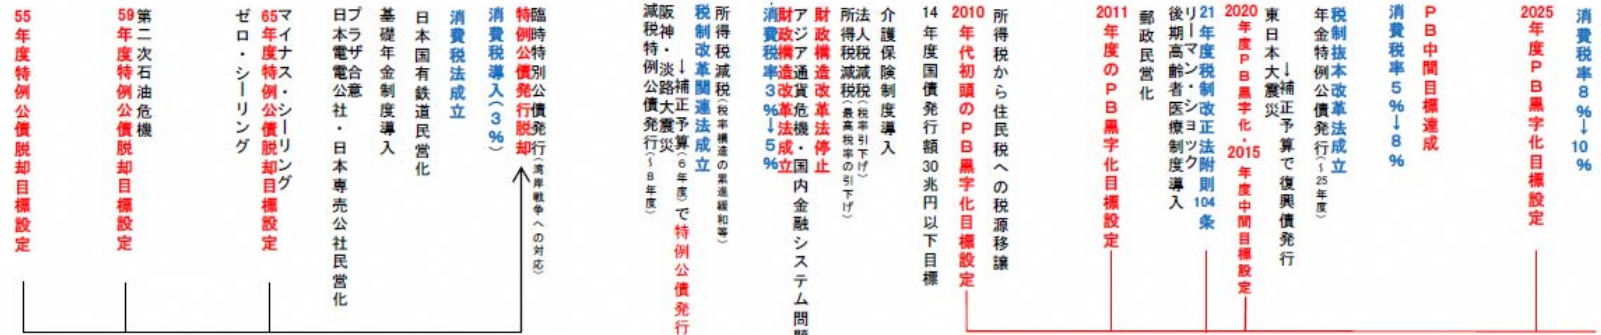 55年度特例公債脱却目標設定
59年度特例公債脱却目標設定
第二次石油危機
ゼロ・シーリング
65年度特例公債脱却目標設定
マイナス・シーリング
日本電電公社・日本専売公社民営化
プラザ合意
基礎年金制度導入
日本国有鉄道民営化
消費税法成立
消費税導入(3%)
特例公債発行脱却
臨時特別公債発行(湾岸戦争への対応)
減税特例公債発行(~8年度)
阪神・淡路大震災
→補正予算(6年度)で特例公債発行
税制改革関連法成立
所得税減税(税率構造の累進緩和等)
消費税率3%→5%
財政構造改革法成立
アジア通貨危機・国内金融システム問題
財政構造改革法停止
所得税減税(最高税率の引下げ)
法人税減税(税率引下げ)
介護保険制度導入
14年度国債発行額30兆円以下目標
2010年代初頭のPB黒字化目標設定
所得税から住民税への税源移譲
2011年度のPB黒字化目標設定
郵政民営化
後期高齢者医療制度導入
リーマン・ショック
21年度税制改正法附則104条
2020年度PB黒字化・2015年度中間目標設定
東日本大震災
→補正予算で復興債発行
年金特例公債発行(~25年度)
税制抜本改革法成立
消費税率5%→8%
PB中間目標達成
2025年度PB黒字化目標設定
消費税率8%→10%